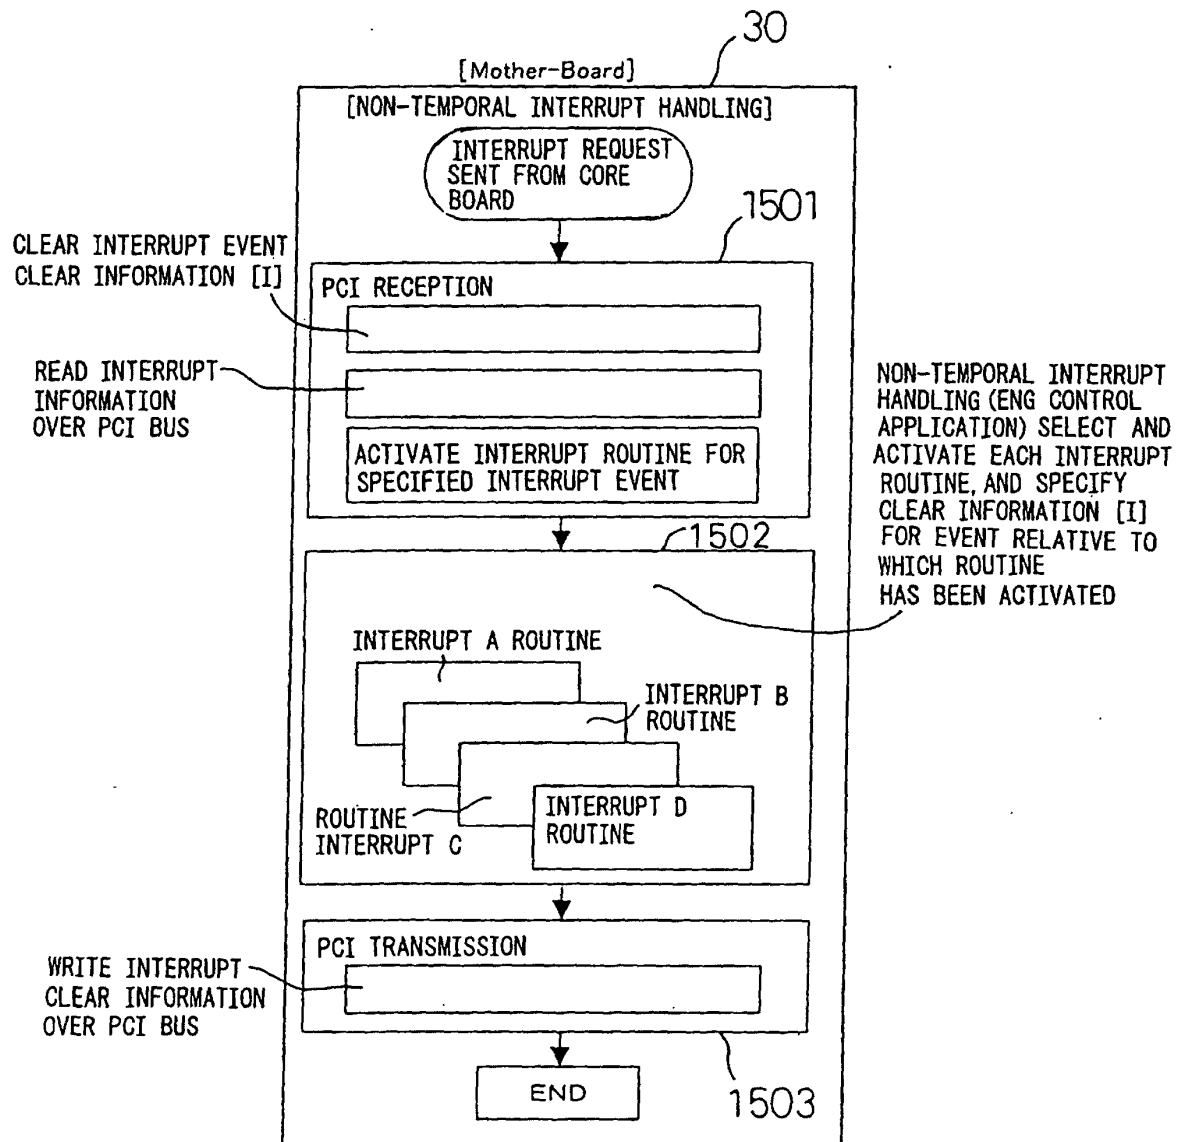 30
[Mother-Board]
[NON-TEMPORAL INTERRUPT HANDLING]
INTERRUPT REQUEST
SENT FROM CORE
BOARD
1501
CLEAR INTERRUPT EVENT
CLEAR INFORMATION [I]
PCI RECEPTION
READ INTERRUPT
INFORMATION
OVER PCI BUS
ACTIVATE INTERRUPT ROUTINE FOR
SPECIFIED INTERRUPT EVENT
NON-TEMPORAL INTERRUPT
HANDLING (ENG CONTROL
APPLICATION) SELECT AND
ACTIVATE EACH INTERRUPT
ROUTINE, AND SPECIFY
CLEAR INFORMATION [I]
FOR EVENT RELATIVE TO
WHICH ROUTINE
HAS BEEN ACTIVATED
1502
INTERRUPT A ROUTINE
INTERRUPT B
ROUTINE
ROUTINE
INTERRUPT C
INTERRUPT D
ROUTINE
PCI TRANSMISSION
WRITE INTERRUPT
CLEAR INFORMATION
OVER PCI BUS
END
1503